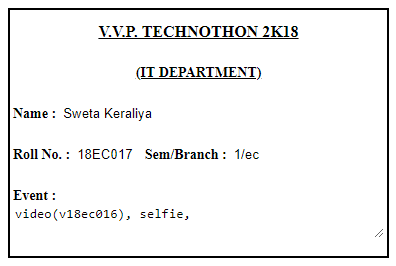 V.V.P. TECHNOTHON 2K18
(IT DEPARTMENT)
Name : Sweta Keraliya
Roll No. : 18EC017 Sem/Branch : 1/ec
Event :
video(v18ec016), selfie,